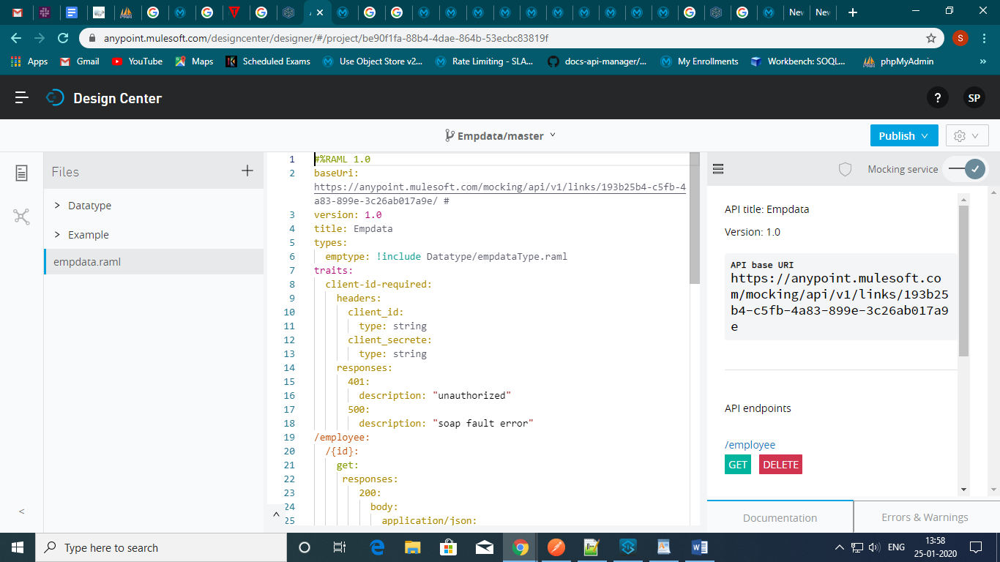 A
Nev
Nev
anypoint.mulesoft.com/designcenter/designer/#/project/be90f1fa-88b4-4dae-864b-53ecbc83819f
S
Apps
Gmail
YouTube
Maps
Scheduled Exams
Use Object Store v2...
Rate Limiting - SLA...
docs-api-manager/...
My Enrollments
Workbench: SOQL...
phpMyAdmin
»
Design Center
?
SP
Empdata/master
Publish
Files
+
Datatype
Example
empdata.raml
<
1 #%RAML 1.0
2 baseUri:
https://anypoint.mulesoft.com/mocking/api/v1/links/193b25b4-c5fb-4
a83-899e-3c26ab017a9e/ #
3 version: 1.0
4 title: Empdata
5 types:
6 emptype: !include Datatype/empdataType.raml
7 traits:
8 client-id-required:
9 headers:
10 client_id:
11 type: string
12 client_secrete:
13 type: string
14 responses:
15 401:
16 description: "unauthorized"
17 500:
18 description: "soap fault error"
19 /employee:
20 /{id}:
21 get:
22 responses:
23 200:
24 body:
25 application/json:
Mocking service
API title: Empdata
Version: 1.0
API base URI
https://anypoint.mulesoft.co
m/mocking/api/v1/links/193b25
b4-c5fb-4a83-899e-3c26ab017a9
e
API endpoints
/employee
GET
DELETE
Documentation
Errors & Warnings
Type here to search
ENG
13:58
25-01-2020